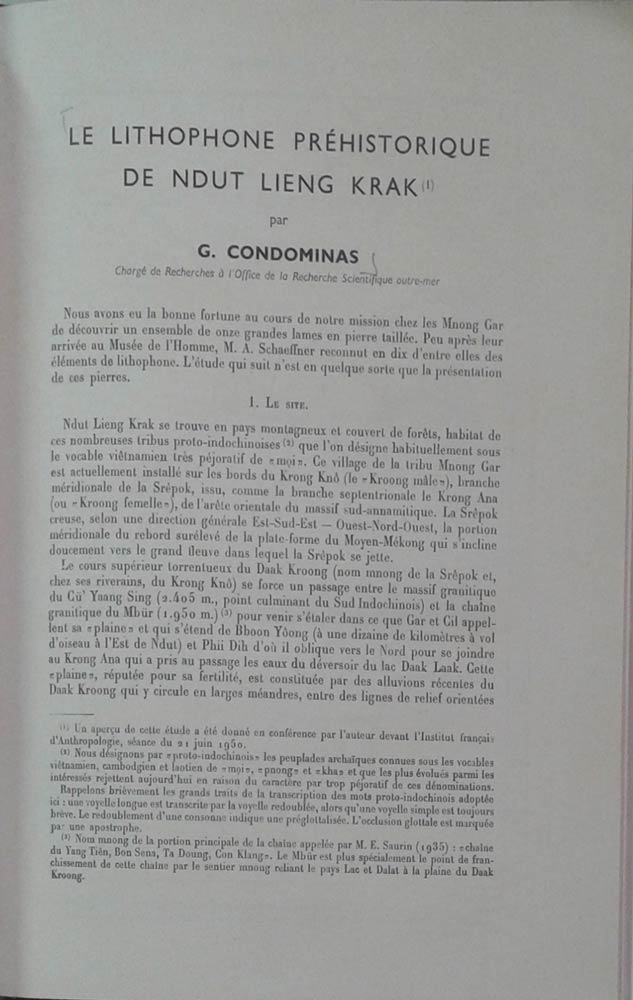 LE LITHOPHONE PRÉHISTORIQUE
DE NDUT LIENG KRAK (1)
par
G. CONDOMINAS
Chargé de Recherches à l'Office de la Recherche Scientifique outre-mer
Nous avons eu la bonne fortune au cours de notre mission chez les Mnong Gar
de découvrir un ensemble de onze grandes lames en pierre taillée. Peu après leur
arrivée au Musée de l'Homme, M. A. Schaeffner reconnut en dix d'entre elles des
éléments de lithophone. L'étude qui suit n'est en quelque sorte que la présentation
de ces pierres.
1. LE SITE.
Ndut Lieng Krak se trouve en pays montagneux et couvert de forêts, habitat de
ces nombreuses tribus proto-indochinoises (2) que l'on désigne habituellement sous
le vocable viêtnamien très péjoratif de «mọi». Ce village de la tribu Mnong Gar
est actuellement installé sur les bords du Krong Knô (le «Kroong mâle»), branche
méridionale de la Srêpok, issu, comme la branche septentrionale le Krong Ana
(ou «Kroong femelle»), de l'arête orientale du massif sud-annamitique. La Srêpok
creuse, selon une direction générale Est-Sud-Est — Ouest-Nord-Ouest, la portion
méridionale du rebord surélevé de la plate-forme du Moyen-Mékong qui s'incline
doucement vers le grand fleuve dans lequel la Srêpok se jette.
Le cours supérieur torrentueux du Daak Kroong (nom mnong de la Srêpok et,
chez ses riverains, du Krong Knô) se force un passage entre le massif granitique
du Cü' Yaang Sing (2.405 m., point culminant du Sud Indochinois) et la chaîne
granitique du Mbür (1.950 m.) (3) pour venir s'étaler dans ce que Gar et Cil appel-
lent sa «plaine» et qui s'étend de Bboon Yôong (à une dizaine de kilomètres à vol
d'oiseau à l'Est de Ndut) et Phii Dih d'où il oblique vers le Nord pour se joindre
au Krong Ana qui a pris au passage les eaux du déversoir du lac Daak Laak. Cette
«plaine», réputée pour sa fertilité, est constituée par des alluvions récentes du
Daak Kroong qui y circule en larges méandres, entre des lignes de relief orientées
(1) Un aperçu de cette étude a été donné en conférence par l'auteur devant l'Institut français
d'Anthropologie, séance du 21 juin 1950.
(2) Nous désignons par «proto-indochinois» les peuplades archaïques connues sous les vocables
viêtnamien, cambodgien et laotien de «mọi», «pnong» et «kha» et que les plus évolués parmi les
intéressés rejettent aujourd'hui en raison du caractère par trop péjoratif de ces dénominations.
Rappelons brièvement les grands traits de la transcription des mots proto-indochinois adoptée
ici : une voyelle longue est transcrite par la voyelle redoublée, alors qu'une voyelle simple est toujours
brève. Le redoublement d'une consonne indique une préglottalisée. L'occlusion glottale est marquée
par une apostrophe.
(3) Nom mnong de la portion principale de la chaîne appelée par M. E. Saurin (1935) : «chaîne
du Yang Tiên, Bon Sena, Ta Doung, Con Klang». Le Mbür est plus spécialement le point de fran-
chissement de cette chaîne par le sentier mnong reliant le pays Lac et Dalat à la plaine du Daak
Kroong.